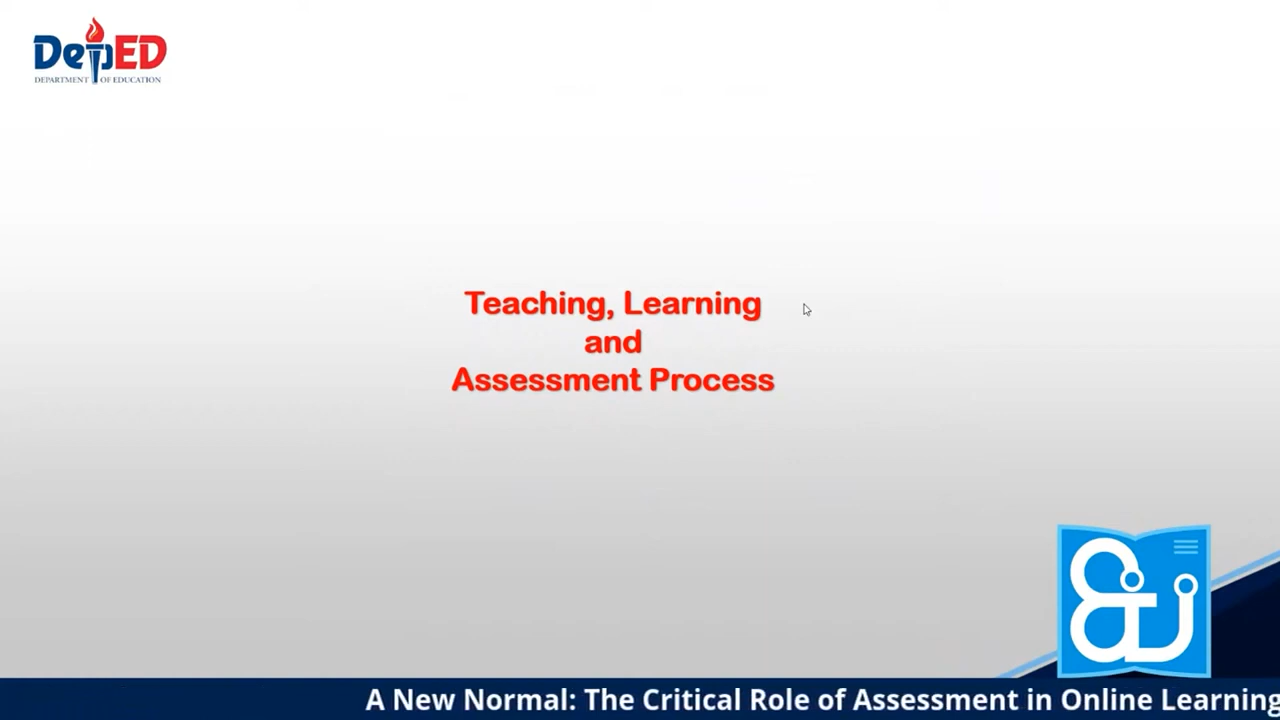 DepED
DEPARTMENT OF EDUCATION
Teaching, Learning
and
Assessment Process
A New Normal: The Critical Role of Assessment in Online Learning